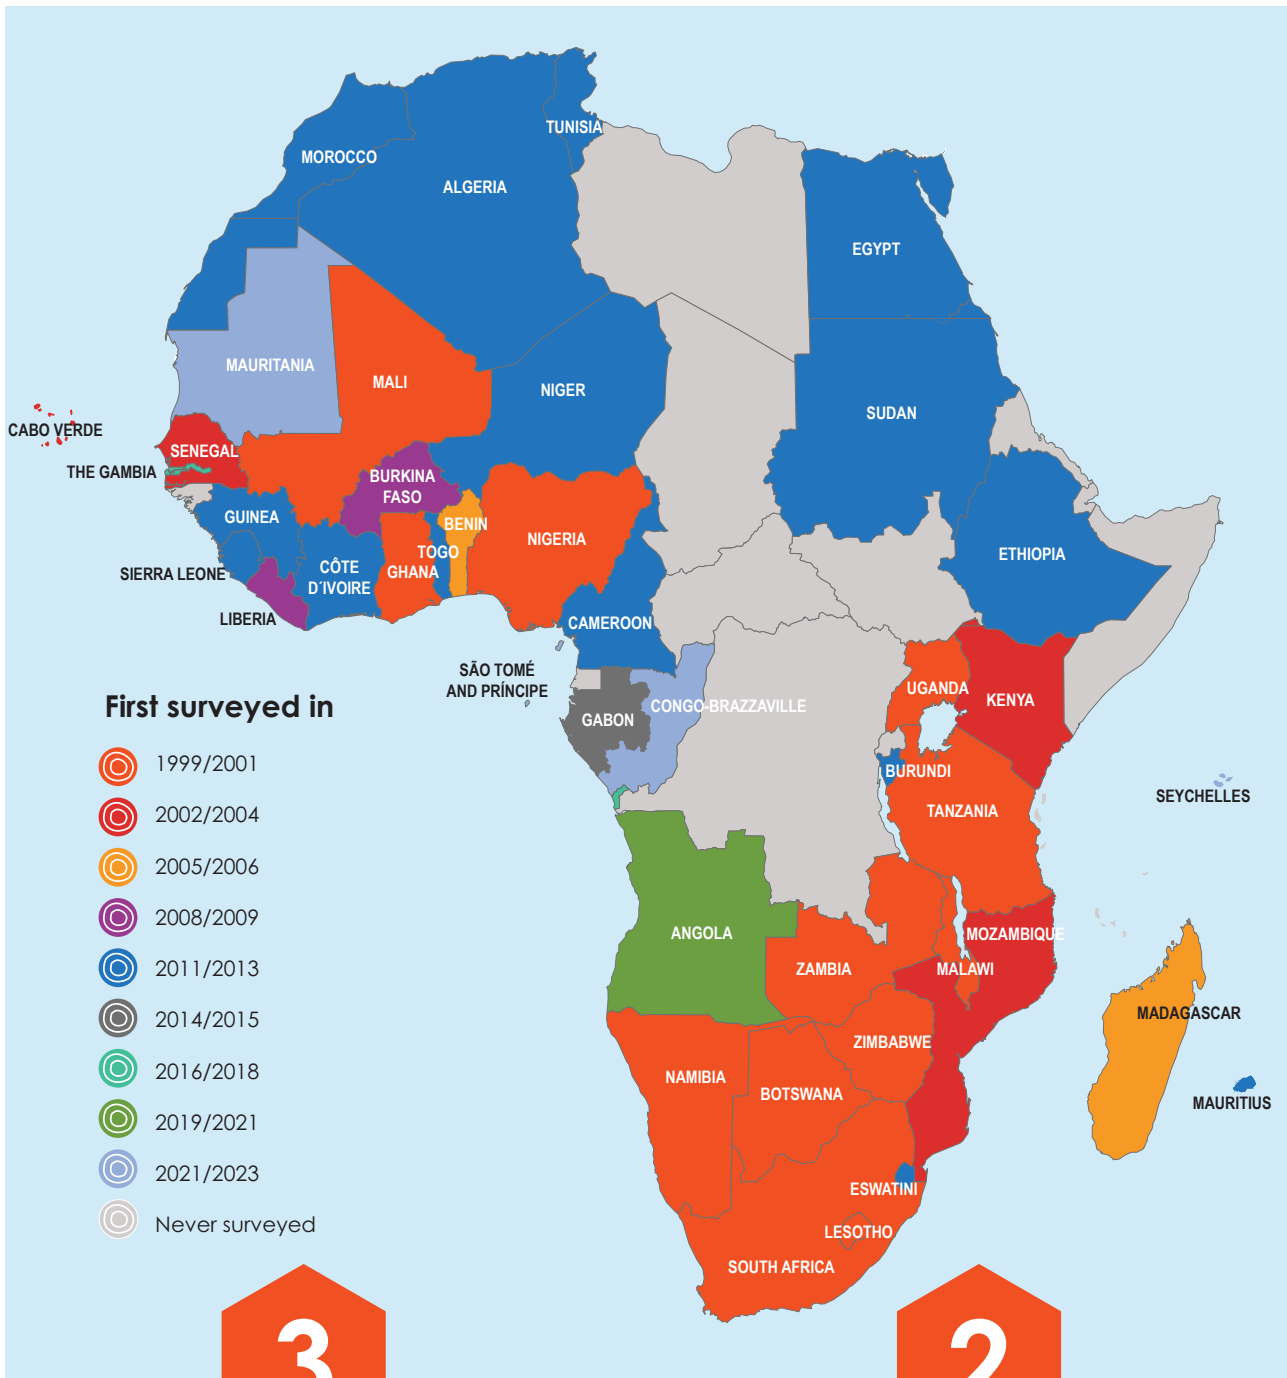 TUNISIA
MOROCCO
ALGERIA
EGYPT
MAURITANIA
MALI
NIGER
SUDAN
CABO VERDE
SENEGAL
THE GAMBIA
BURKINA
FASO
GUINEA
BENIN
NIGERIA
TOGO
ETHIOPIA
CÔTE
D´IVOIRE
GHANA
SIERRA LEONE
LIBERIA
CAMEROON
SÃO TOMÉ
AND PRÍNCIPE
UGANDA
KENYA
CONGO-BRAZZAVILLE
GABON
BURUNDI
SEYCHELLES
TANZANIA
ANGOLA
MOZAMBIQUE
ZAMBIA
MALAWI
MADAGASCAR
ZIMBABWE
NAMIBIA
BOTSWANA
MAURITIUS
ESWATINI
LESOTHO
SOUTH AFRICA
First surveyed in
1999/2001
2002/2004
2005/2006
2008/2009
2011/2013
2014/2015
2016/2018
2019/2021
2021/2023
Never surveyed
3
2